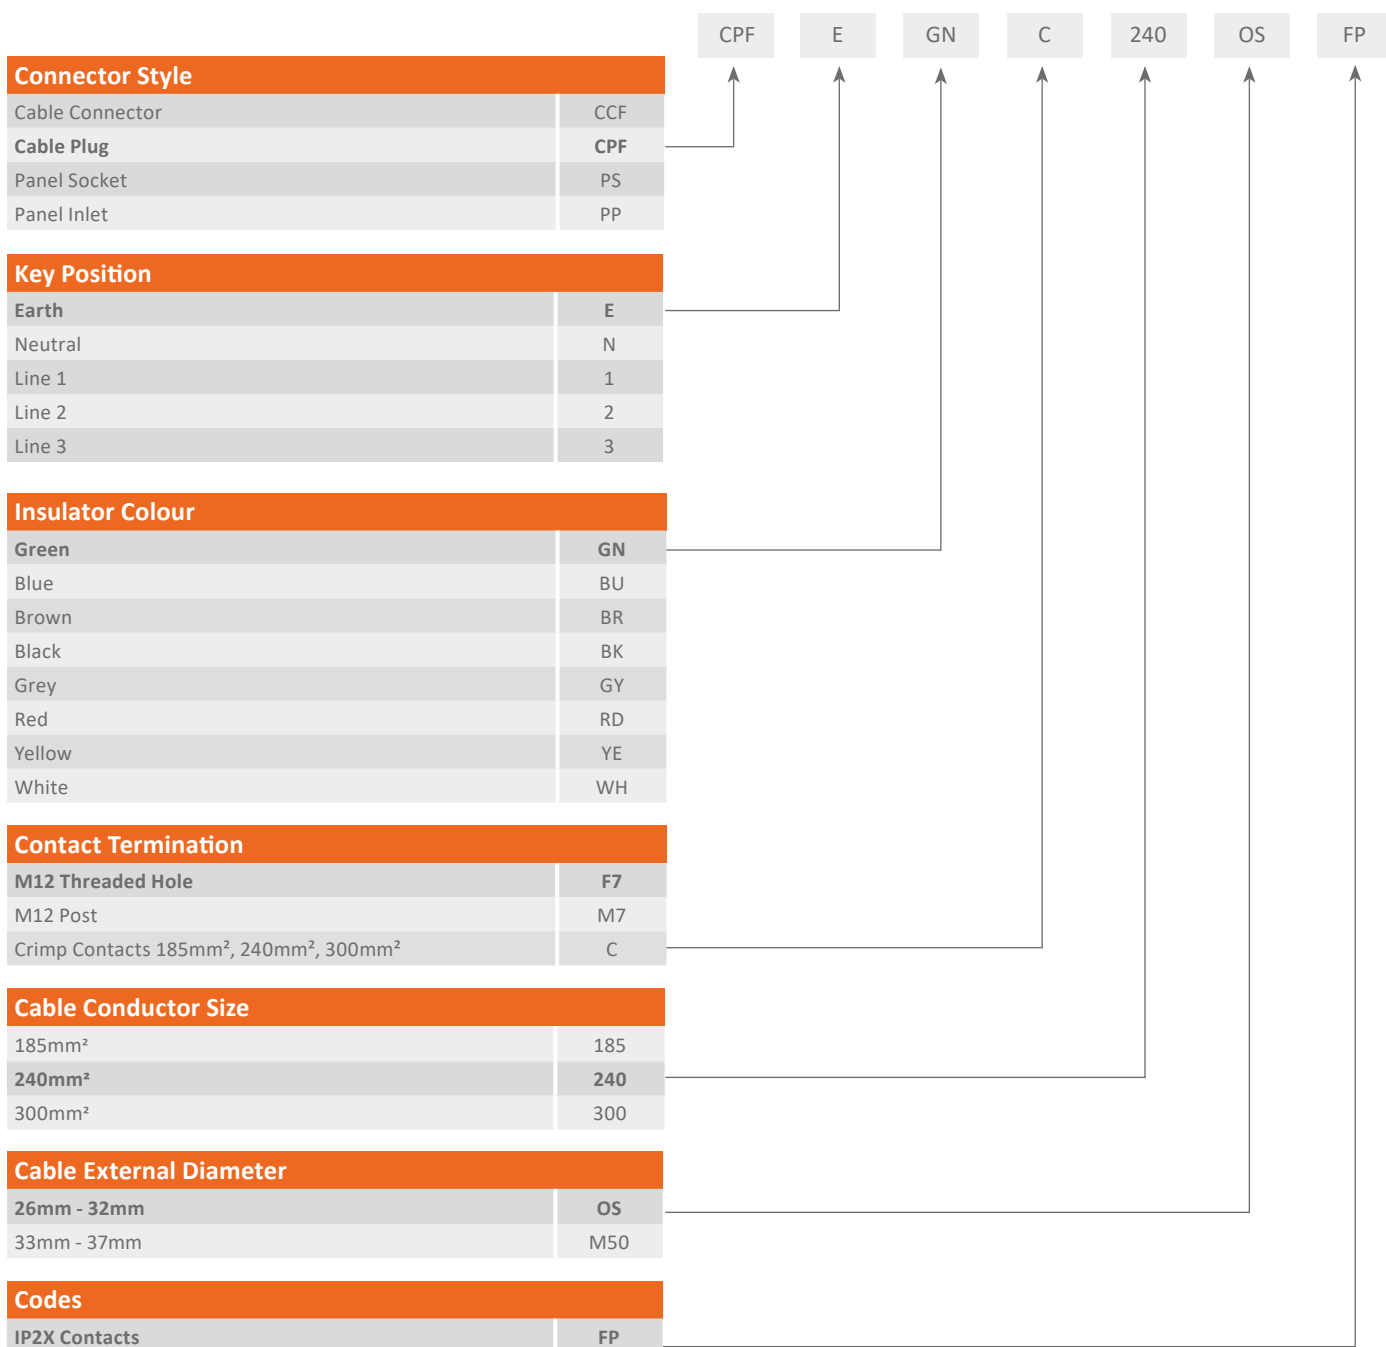 CPF E GN C 240 OS FP
Connector Style
Cable Connector CCF
Cable Plug CPF
Panel Socket PS
Panel Inlet PP
Key Position
Earth E
Neutral N
Line 1 1
Line 2 2
Line 3 3
Insulator Colour
Green GN
Blue BU
Brown BR
Black BK
Grey GY
Red RD
Yellow YE
White WH
Contact Termination
M12 Threaded Hole F7
M12 Post M7
Crimp Contacts 185mm², 240mm², 300mm² C
Cable Conductor Size
185mm² 185
240mm² 240
300mm² 300
Cable External Diameter
26mm - 32mm OS
33mm - 37mm M50
Codes
IP2X Contacts FP